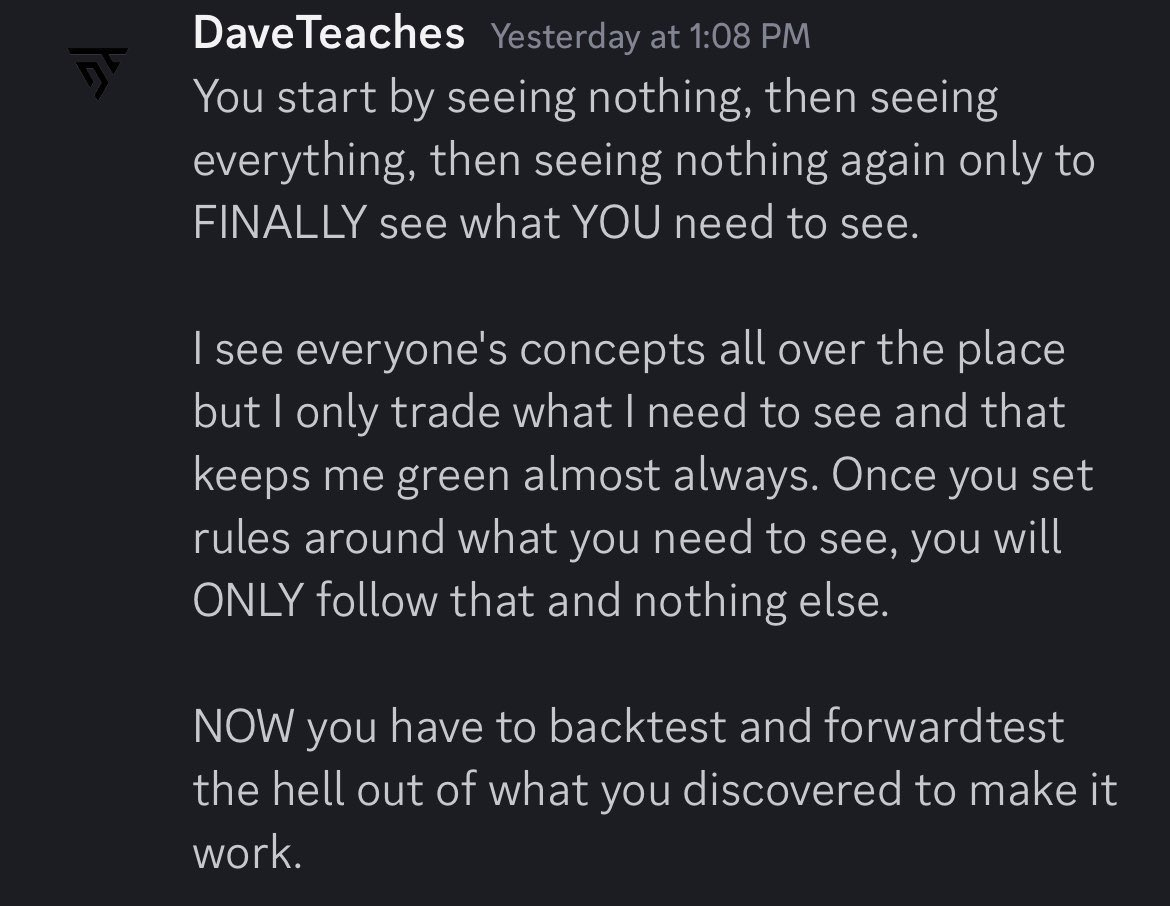 DaveTeaches Yesterday at 1:08 PM
You start by seeing nothing, then seeing
everything, then seeing nothing again only to
FINALLY see what YOU need to see.
I see everyone's concepts all over the place
but I only trade what I need to see and that
keeps me green almost always. Once you set
rules around what you need to see, you will
ONLY follow that and nothing else.
NOW you have to backtest and forwardtest
the hell out of what you discovered to make it
work.